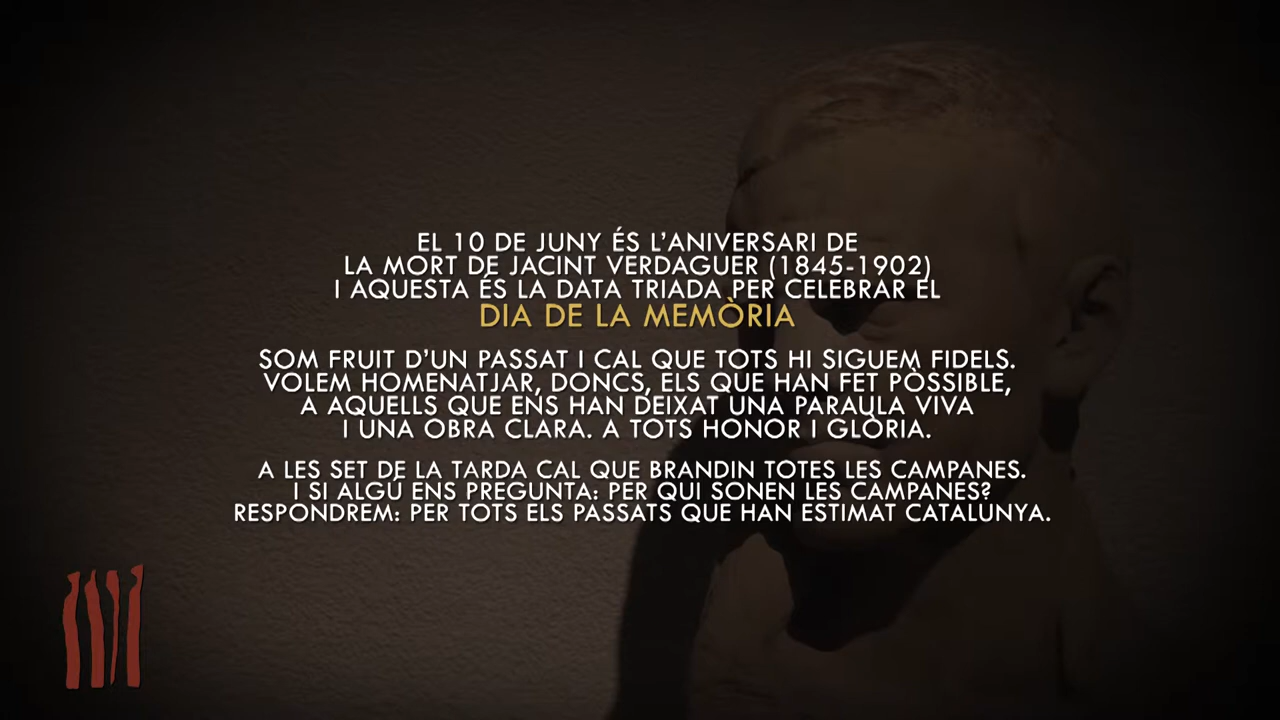 EL 10 DE JUNY ÉS L'ANIVERSARI DE
LA MORT DE JACINT VERDAGUER (1845-1902)
I AQUESTA ÉS LA DATA TRIADA PER CELEBRAR EL
DIA DE LA MEMÒRIA
SOM FRUIT D'UN PASSAT I CAL QUE TOTS HI SIGUEM FIDELS.
VOLEM HOMENATJAR, DONCS, ELS QUE HAN FET POSSIBLE,
A AQUELLS QUE ENS HAN DEIXAT UNA PARAULA VIVA
I UNA OBRA CLARA. A TOTS HONOR I GLÒRIA.
A LES SET DE LA TARDA CAL QUE BRANDIN TOTES LES CAMPANES.
I SI ALGÚ ENS PREGUNTA: PER QUI SONEN LES CAMPANES?
RESPONDREM: PER TOTS ELS PASSATS QUE HAN ESTIMAT CATALUNYA.